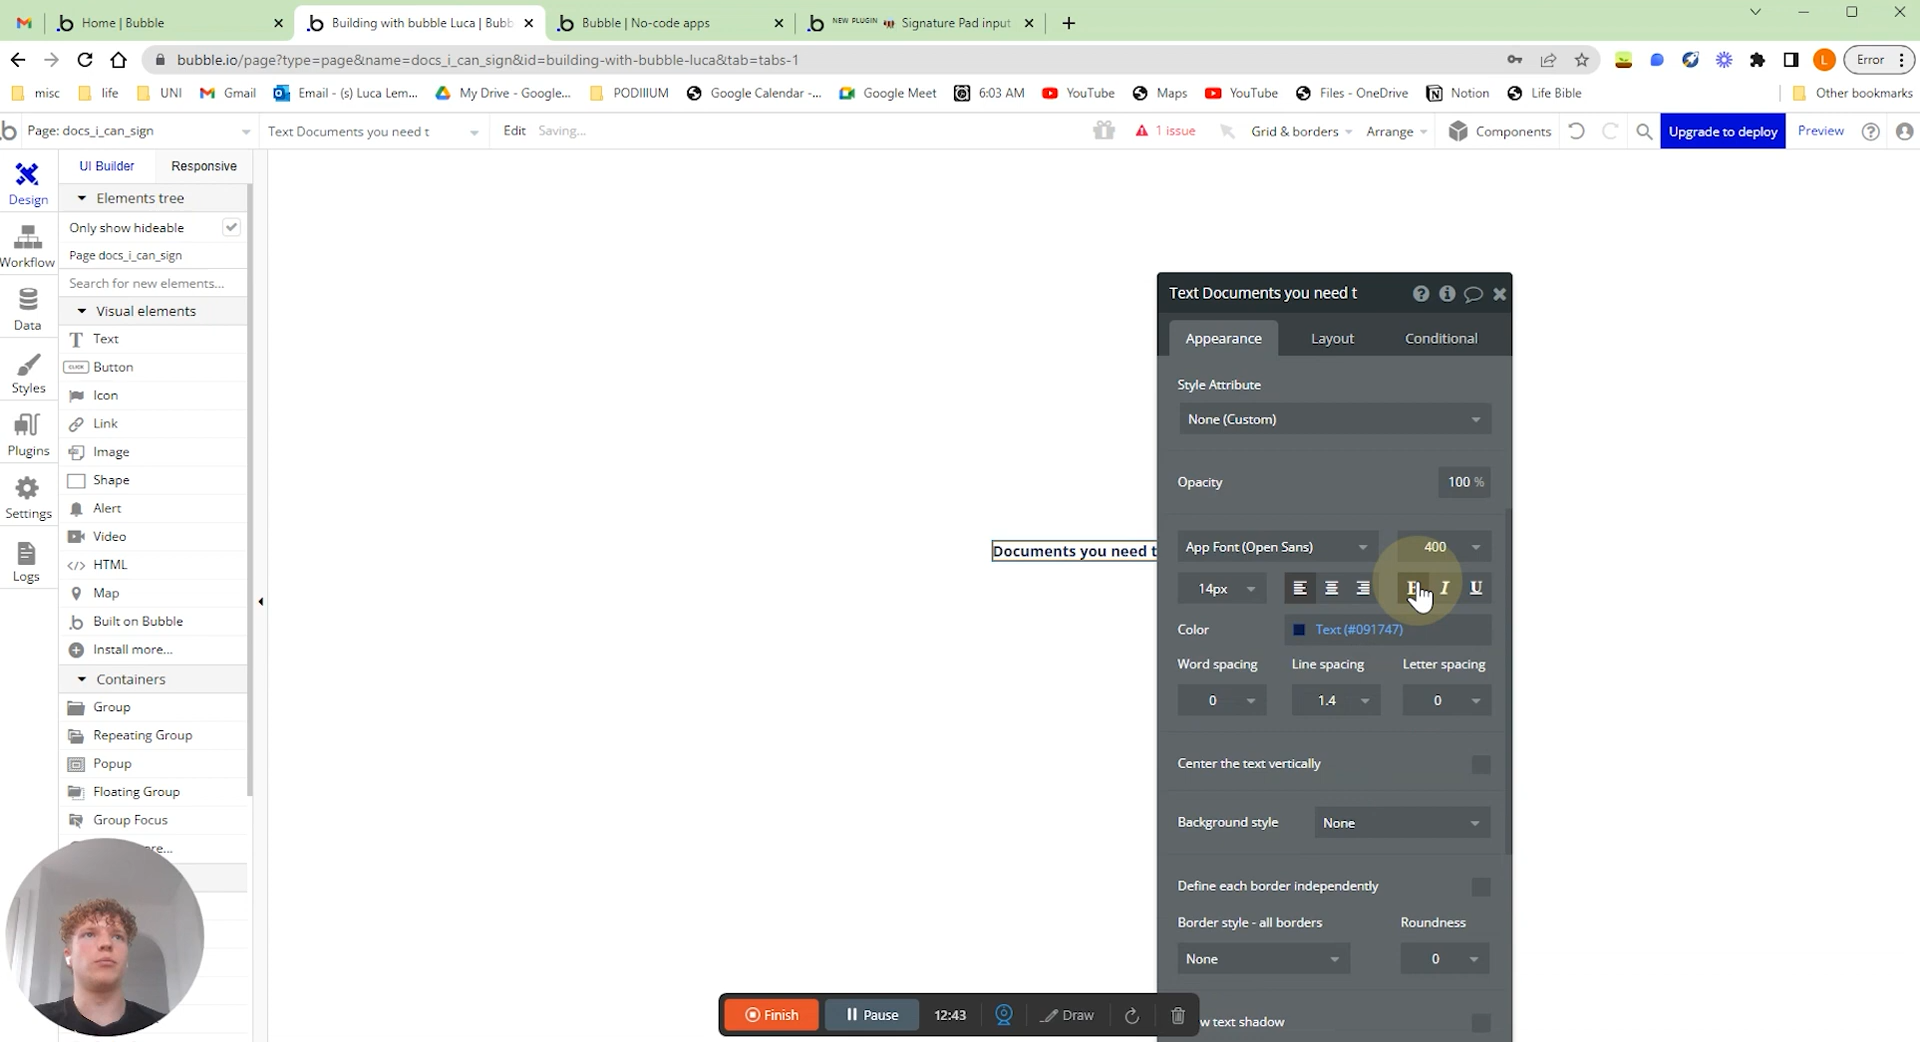 Home | Bubble
Building with bubble Luca | Bubb
Bubble | No-code apps
NEW PLUGIN Signature Pad input
bubble.io/page?type=page&name=docs_i_can_sign&id=building-with-bubble-luca&tab=tabs-1
L
Error
misc
life
UNI
Gmail
Email - (s) Luca Lem...
My Drive - Google...
PODIIIUM
Google Calendar -...
Google Meet
6:03 AM
YouTube
Maps
YouTube
Files - OneDrive
Notion
Life Bible
Other bookmarks
Page: docs_i_can_sign
Text Documents you need t
Edit
Saving...
1 issue
Grid & borders
Arrange
Components
Upgrade to deploy
Preview
Design
Workflow
Data
Styles
Plugins
Settings
Logs
UI Builder
Responsive
Elements tree
Only show hideable
Page docs_i_can_sign
Search for new elements...
Visual elements
Text
CLICK Button
Icon
Link
Image
Shape
Alert
Video
HTML
Map
Built on Bubble
Install more...
Containers
Group
Repeating Group
Popup
Floating Group
Group Focus
Documents you need t
Text Documents you need t
Appearance
Layout
Conditional
Style Attribute
None (Custom)
Opacity
100 %
App Font (Open Sans)
400
14px
B I U
Color
Text (#091747)
Word spacing
Line spacing
Letter spacing
0
1.4
0
Center the text vertically
Background style
None
Define each border independently
Border style - all borders
Roundness
None
0
w text shadow
Finish
Pause
12:43
Draw